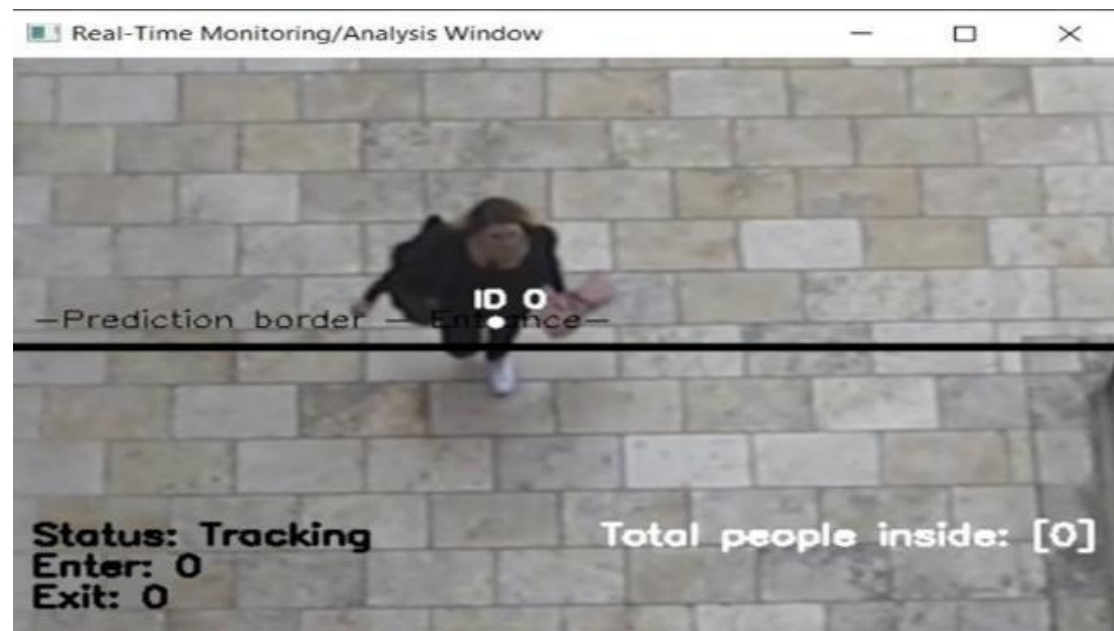 Real-Time Monitoring/Analysis Window
ID 0
—Prediction border — Entrance—
Status: Tracking
Total people inside: [0]
Enter: 0
Exit: 0